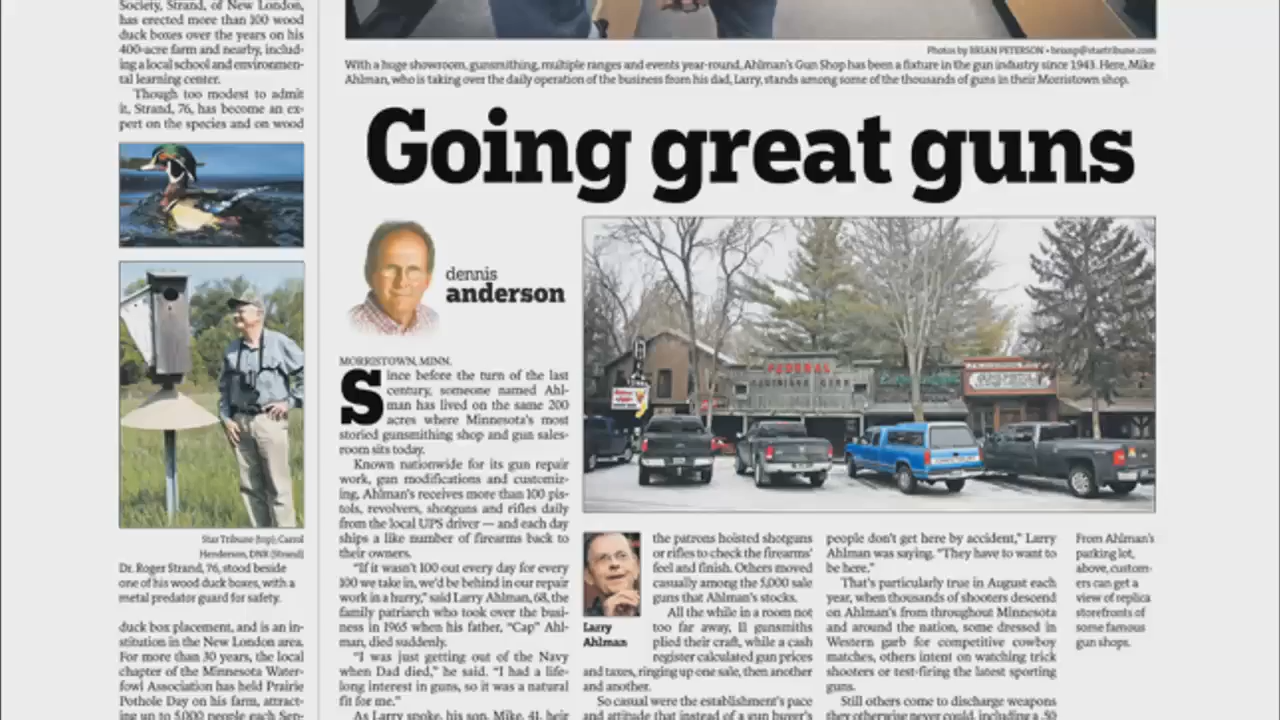 Society, Strand, of New London,
has erected more than 100 wood
duck boxes over the years on his
400-acre farm and nearby, includ-
ing a local school and environmen-
tal learning center.
Though too modest to admit
it, Strand, 76, has become an ex-
pert on the species and on wood
Star Tribune (top); Carrol
Henderson, DNR (Strand)
Dr. Roger Strand, 76, stood beside
one of his wood duck boxes, with a
metal predator guard for safety.
duck box placement, and is an in-
stitution in the New London area.
For more than 30 years, the local
chapter of the Minnesota Water-
fowl Association has held Prairie
Pothole Day on his farm, attract-
ing up to 5,000 people each Sep-
Photos by BRIAN PETERSON • brianp@startribune.com
With a huge showroom, gunsmithing, multiple ranges and events year-round, Ahlman's Gun Shop has been a fixture in the gun industry since 1943. Here, Mike
Ahlman, who is taking over the daily operation of the business from his dad, Larry, stands among some of the thousands of guns in their Morristown shop.
Going great guns
dennis
anderson
MORRISTOWN, MINN.
Since before the turn of the last
century, someone named Ahl-
man has lived on the same 200
acres where Minnesota's most
storied gunsmithing shop and gun sales-
room sits today.
Known nationwide for its gun repair
work, gun modifications and customiz-
ing, Ahlman's receives more than 100 pis-
tols, revolvers, shotguns and rifles daily
from the local UPS driver — and each day
ships a like number of firearms back to
their owners.
"If it wasn't 100 out every day for every
100 we take in, we'd be behind in our repair
work in a hurry," said Larry Ahlman, 68, the
family patriarch who took over the busi-
ness in 1965 when his father, "Cap" Ahl-
man, died suddenly.
"I was just getting out of the Navy
when Dad died," he said. "I had a life-
long interest in guns, so it was a natural
fit for me."
As Larry spoke, his son, Mike, 41, heir
FEDERAL
Larry
Ahlman
the patrons hoisted shotguns
or rifles to check the firearms'
feel and finish. Others moved
casually among the 5,000 sale
guns that Ahlman's stocks.
All the while in a room not
too far away, 11 gunsmiths
plied their craft, while a cash
register calculated gun prices
and taxes, ringing up one sale, then another
and another.
So casual were the establishment's pace
and attitude that instead of a gun buyer's
people don't get here by accident," Larry
Ahlman was saying. "They have to want to
be here."
That's particularly true in August each
year, when thousands of shooters descend
on Ahlman's from throughout Minnesota
and around the nation, some dressed in
Western garb for competitive cowboy
matches, others intent on watching trick
shooters or test-firing the latest sporting
guns.
Still others come to discharge weapons
they otherwise never could, including a .50
From Ahlman's
parking lot,
above, custom-
ers can get a
view of replica
storefronts of
some famous
gun shops.